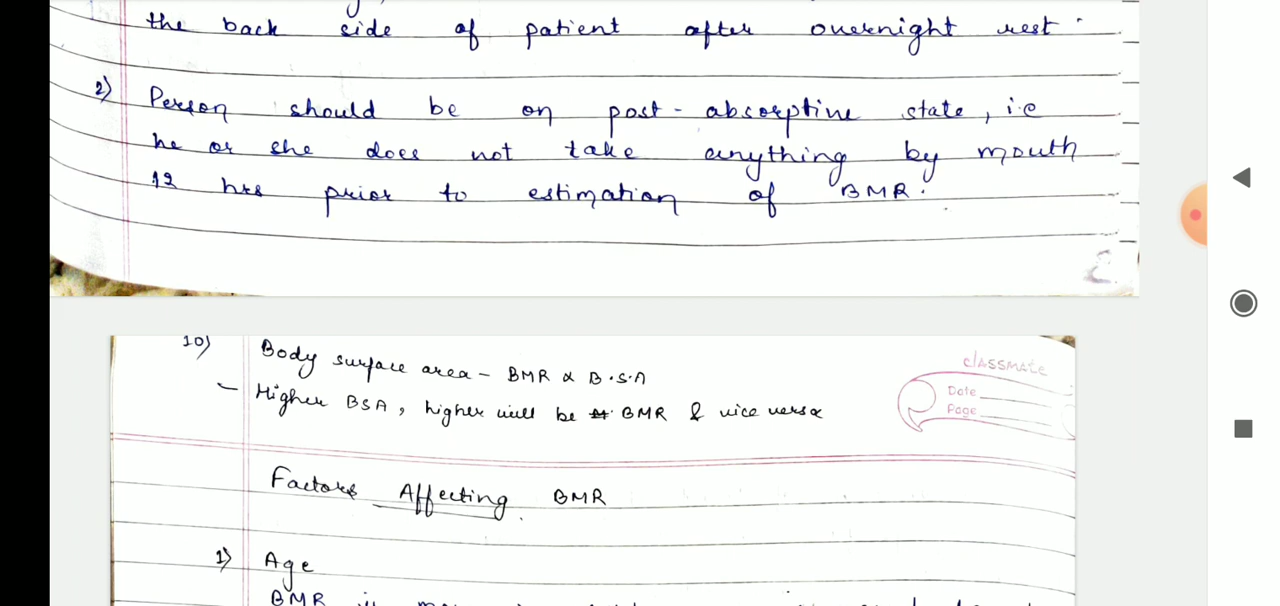 the back side of patient after overnight rest
2) Person should be on post-absorptive state, i.e
he or she does not take anything by mouth
12 hrs prior to estimation of BMR.
10) Body surface area - BMR α B.S.A
- Higher BSA, higher will be BMR & vice versa
classmate
Date
Page
Factors Affecting BMR
1) Age
BMR